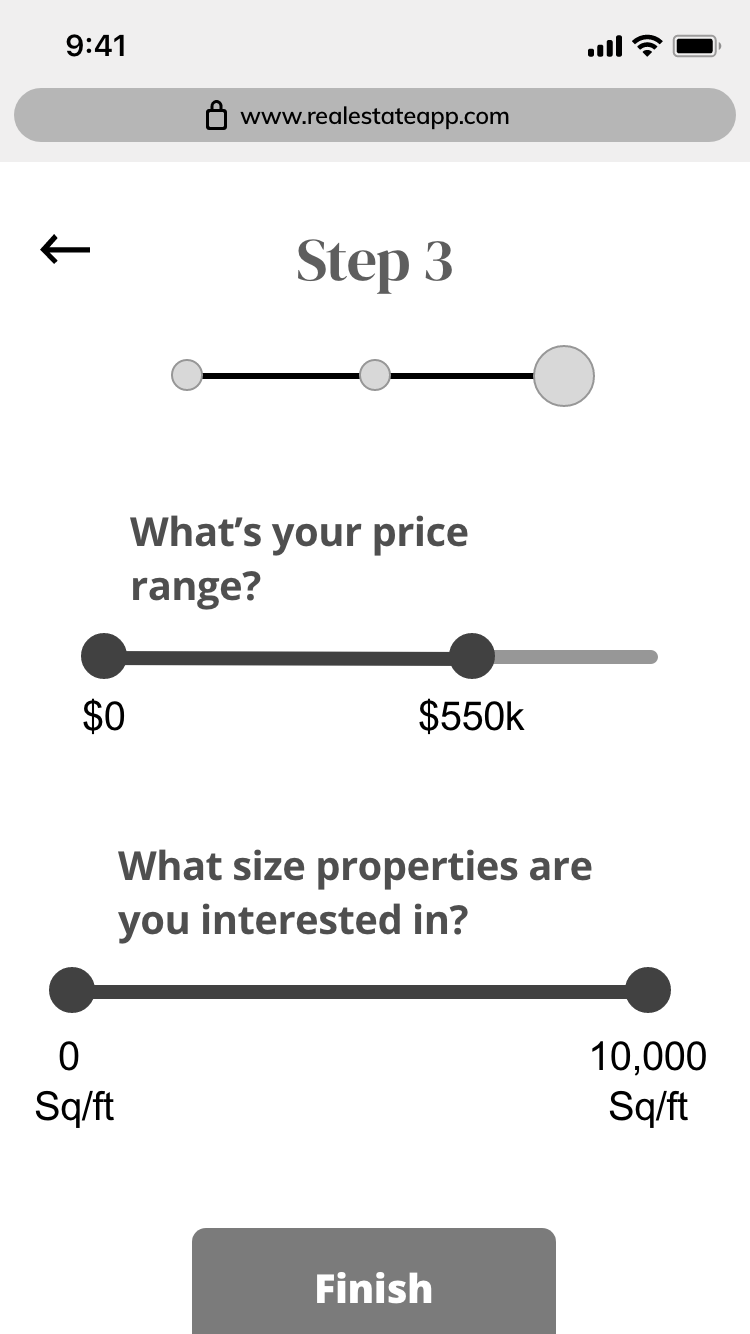 9:41
www.realestateapp.com
Step 3
What’s your price
range?
$0
$550k
What size properties are
you interested in?
0
Sq/ft
10,000
Sq/ft
Finish